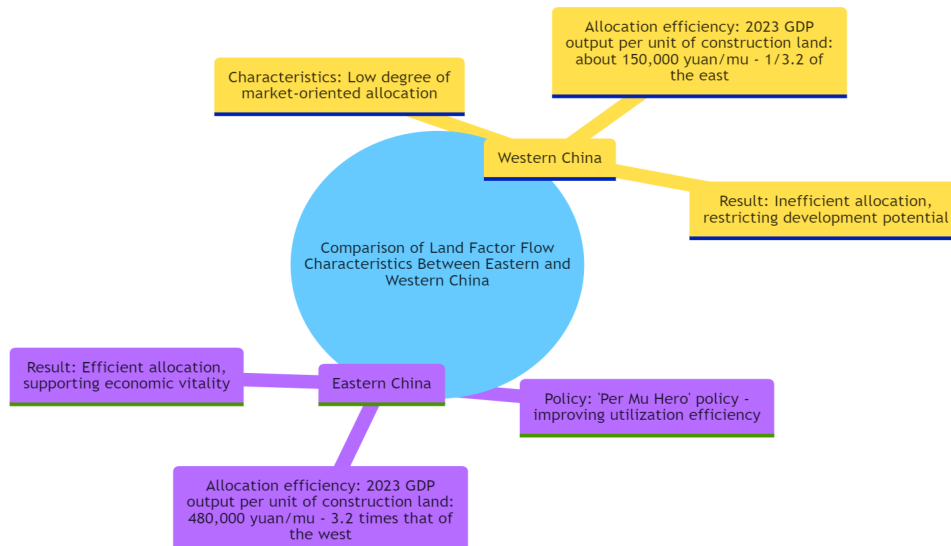 Allocation efficiency: 2023 GDP
output per unit of construction land:
about 150,000 yuan/mu - 1/3.2 of
the east
Characteristics: Low degree of
market-oriented allocation
Western China
Result: Inefficient allocation,
restricting development potential
Comparison of Land Factor Flow
Characteristics Between Eastern and
Western China
Result: Efficient allocation,
supporting economic vitality
Eastern China
Policy: 'Per Mu Hero' policy -
improving utilization efficiency
Allocation efficiency: 2023 GDP
output per unit of construction land:
480,000 yuan/mu - 3.2 times that of
the west